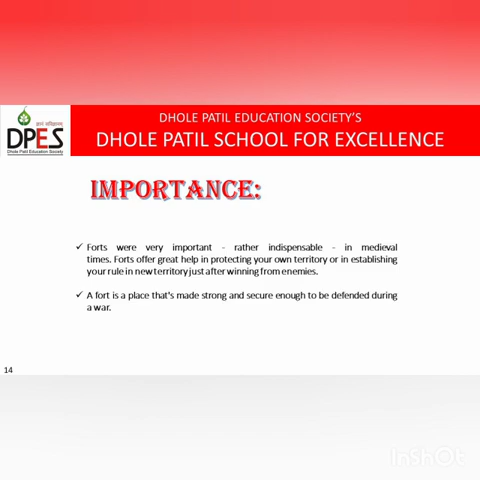 DPES
Dhole Patil Education Society
DHOLE PATIL EDUCATION SOCIETY'S
DHOLE PATIL SCHOOL FOR EXCELLENCE
IMPORTANCE:
✓ Forts were very important - rather indispensable - in medieval
times. Forts offer great help in protecting your own territory or in establishing
your rule in new territory just after winning from enemies.
✓ A fort is a place that's made strong and secure enough to be defended during
a war.
14
InShOt